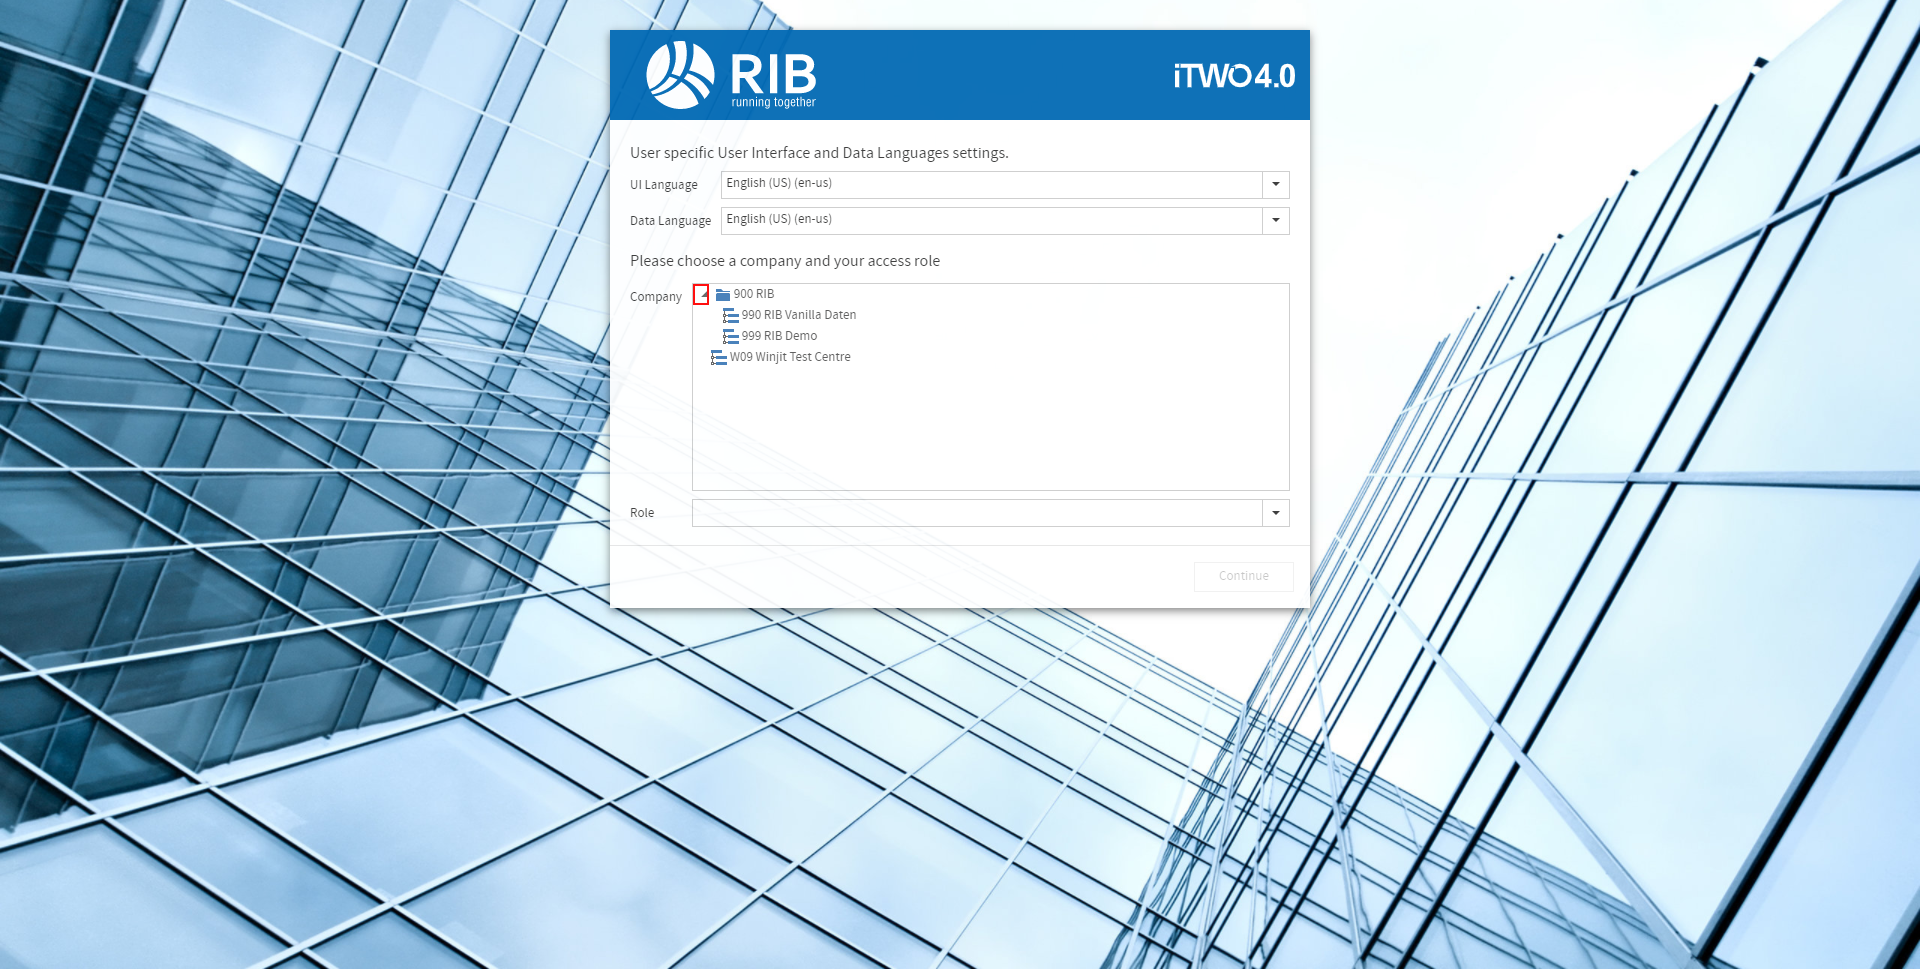 RIB
running together
iTWO 4.0
User specific User Interface and Data Languages settings.
UI Language
English (US) (en-us)
Data Language
English (US) (en-us)
Please choose a company and your access role
Company
900 RIB
990 RIB Vanilla Daten
999 RIB Demo
W09 Winjit Test Centre
Role
Continue